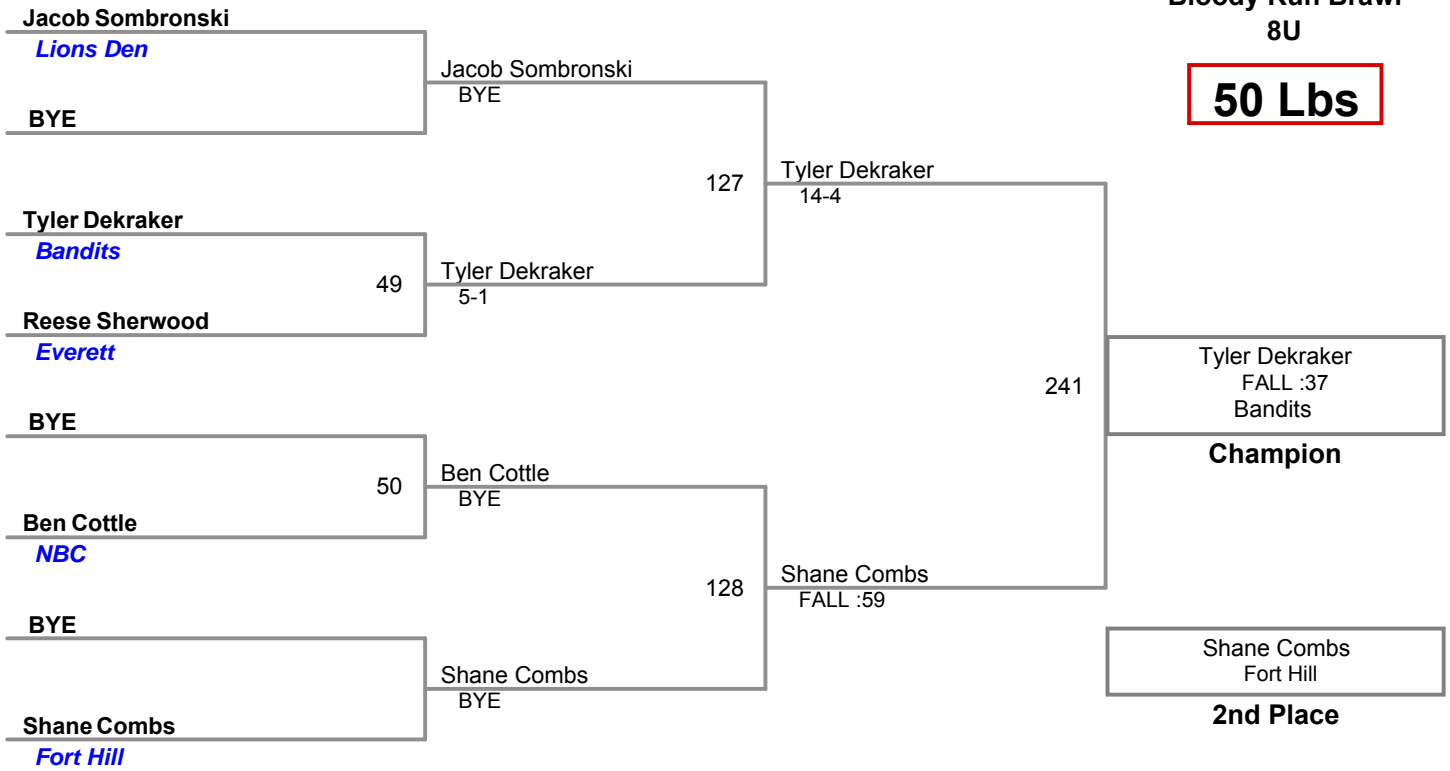 Bloody Run Brawl
8U
50 Lbs
Jacob Sombronski
Lions Den
BYE
Tyler Dekraker
Bandits
Reese Sherwood
Everett
BYE
Ben Cottle
NBC
BYE
Shane Combs
Fort Hill
Jacob Sombronski
BYE
49
Tyler Dekraker
5-1
50
Ben Cottle
BYE
Shane Combs
BYE
127
Tyler Dekraker
14-4
128
Shane Combs
FALL :59
241
Tyler Dekraker
FALL :37
Bandits
Champion
Shane Combs
Fort Hill
2nd Place